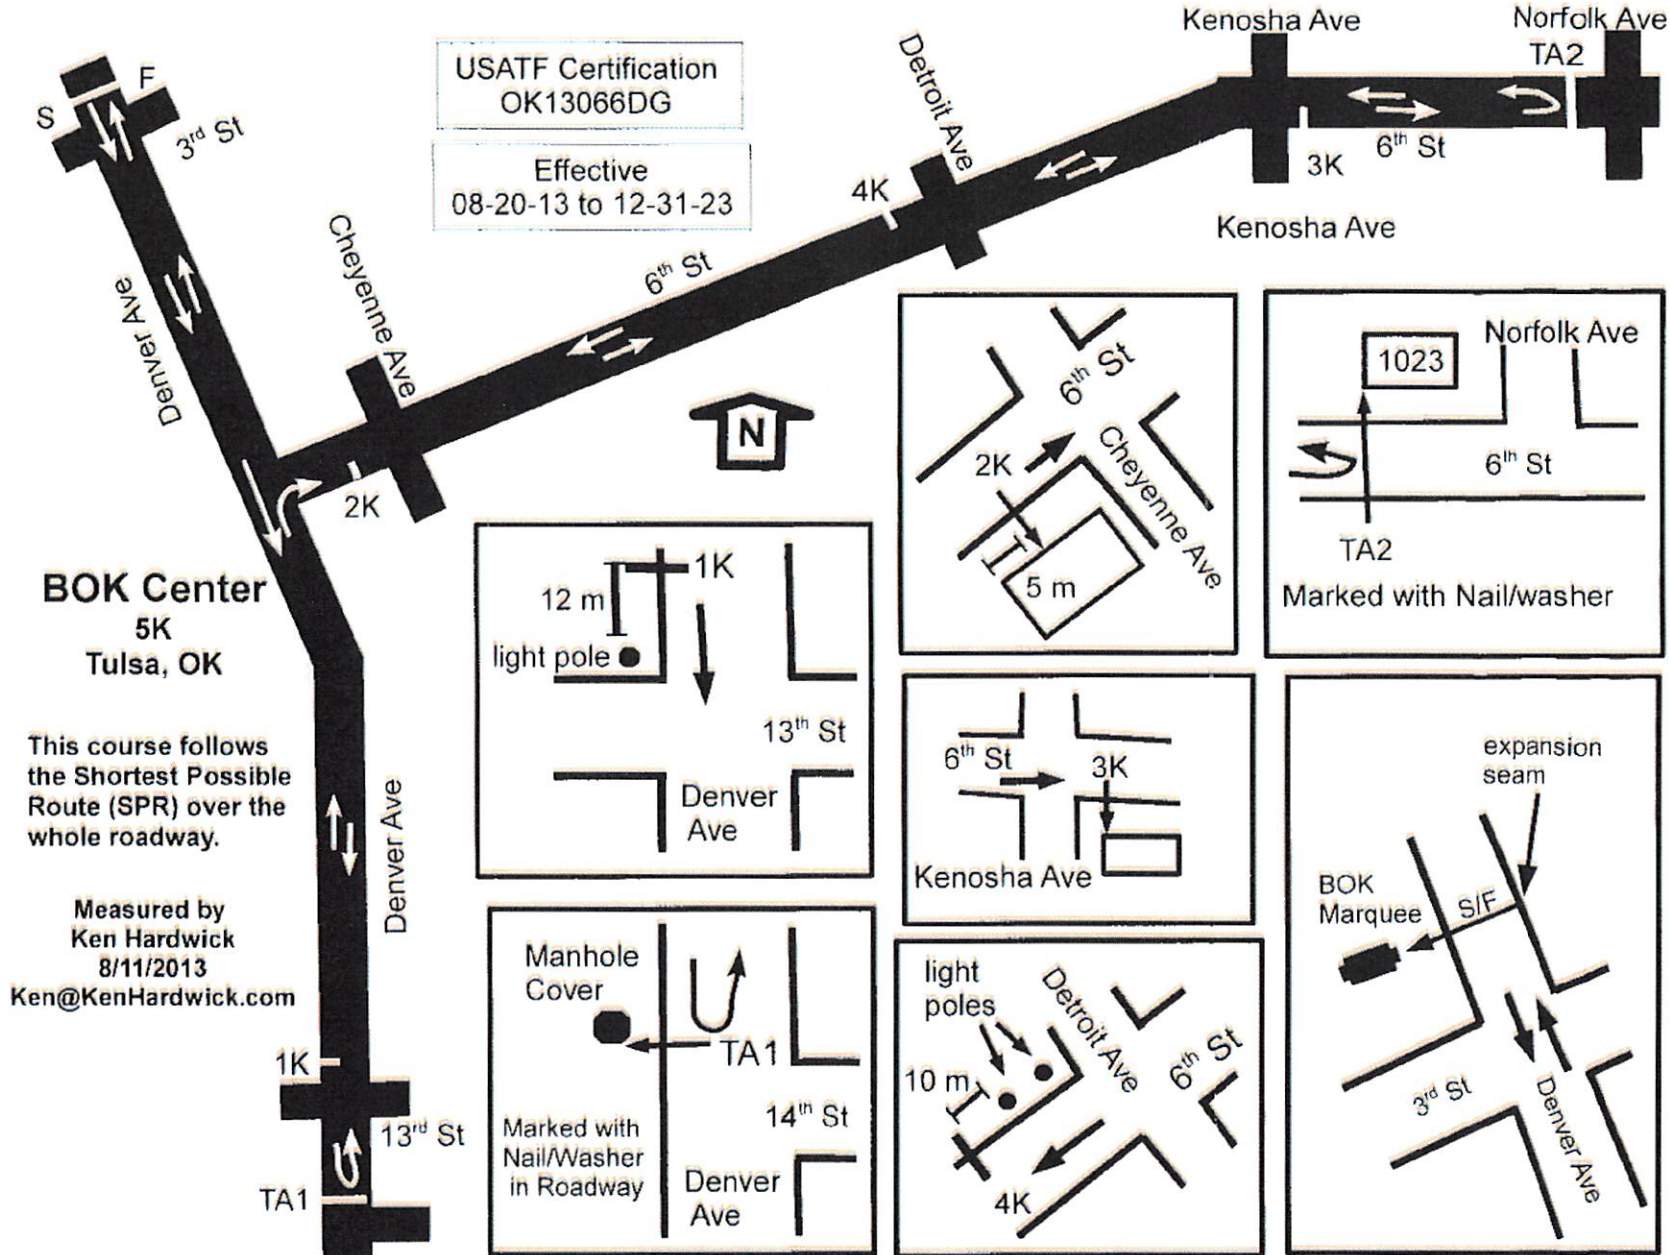 Kenosha Ave
Norfolk Ave
TA2
USATF Certification
OK13066DG
Effective
08-20-13 to 12-31-23
Detroit Ave
S
F
3rd St
4K
3K
6th St
Kenosha Ave
Cheyenne Ave
6th St
Denver Ave
N
2K
BOK Center
5K
Tulsa, OK
This course follows
the Shortest Possible
Route (SPR) over the
whole roadway.
Denver Ave
Measured by
Ken Hardwick
8/11/2013
Ken@KenHardwick.com
1K
13rd St
TA1
12 m
1K
light pole
13th St
Denver
Ave
Manhole
Cover
TA1
14th St
Marked with
Nail/Washer
in Roadway
Denver
Ave
6th St
2K
Cheyenne Ave
5 m
1023
Norfolk Ave
6th St
TA2
Marked with Nail/washer
6th St
3K
Kenosha Ave
light
poles
Detroit Ave
6th St
10 m
4K
expansion
seam
BOK
Marquee
S/F
3rd St
Denver Ave